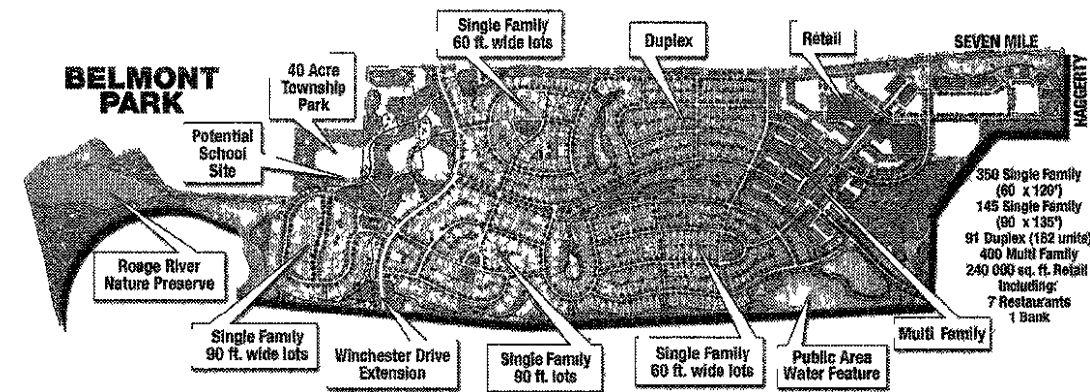 BELMONT
PARK
40 Acre
Township
Park
Potential
School
Site
Single Family
60 ft. wide lots
Duplex
Retail
SEVEN MILE
HAGGERTY
350 Single Family
(60 x 120')
145 Single Family
(90 x 135')
91 Duplex (182 units)
400 Multi Family
240 000 sq. ft. Retail
Including:
7 Restaurants
1 Bank
Rouge River
Nature Preserve
Single Family
90 ft. wide lots
Winchester Drive
Extension
Single Family
90 ft. lots
Single Family
60 ft. wide lots
Public Area
Water Feature
Multi Family